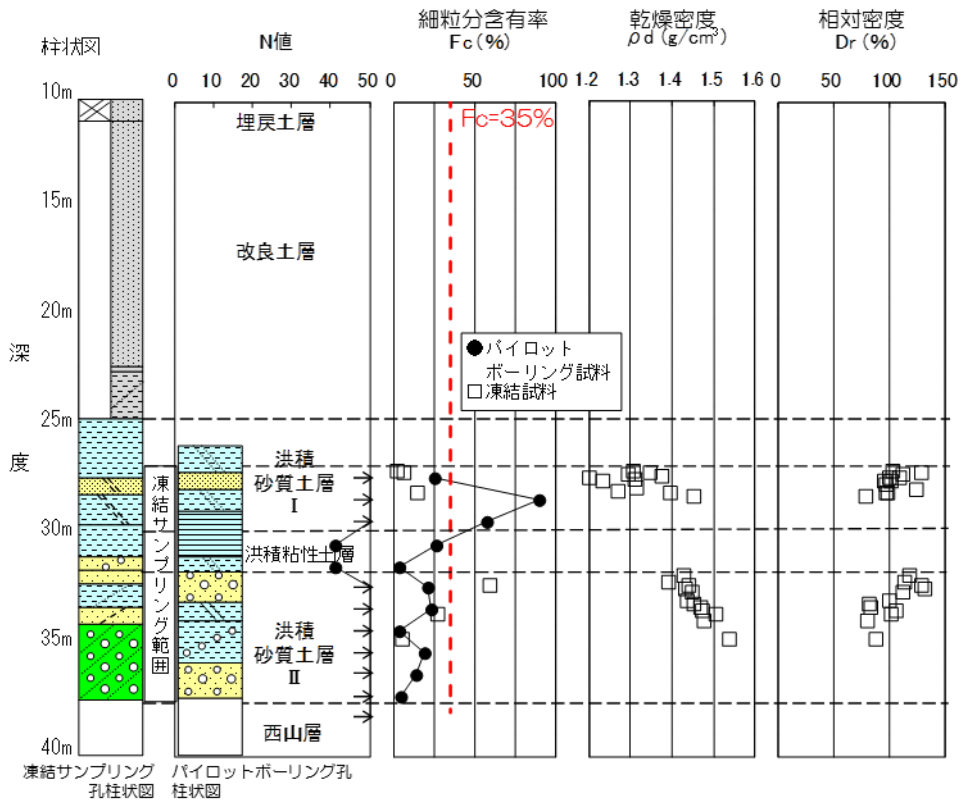 柱状図
N値
細粒分含有率
Fc(%)
乾燥密度
ρd (g/cm³)
相対密度
Dr (%)
0 10 20 30 40 50
0 50 100
1.2 1.3 1.4 1.5 1.6
0 50 100 150
10m
15m
20m
25m
30m
35m
40m
深
度
埋戻土層
改良土層
洪積
砂質土層
I
洪積粘性土層
洪積
砂質土層
II
西山層
凍結サンプリング範囲
Fc=35%
パイロット
ボーリング試料
凍結試料
凍結サンプリング
孔柱状図
パイロットボーリング孔
柱状図